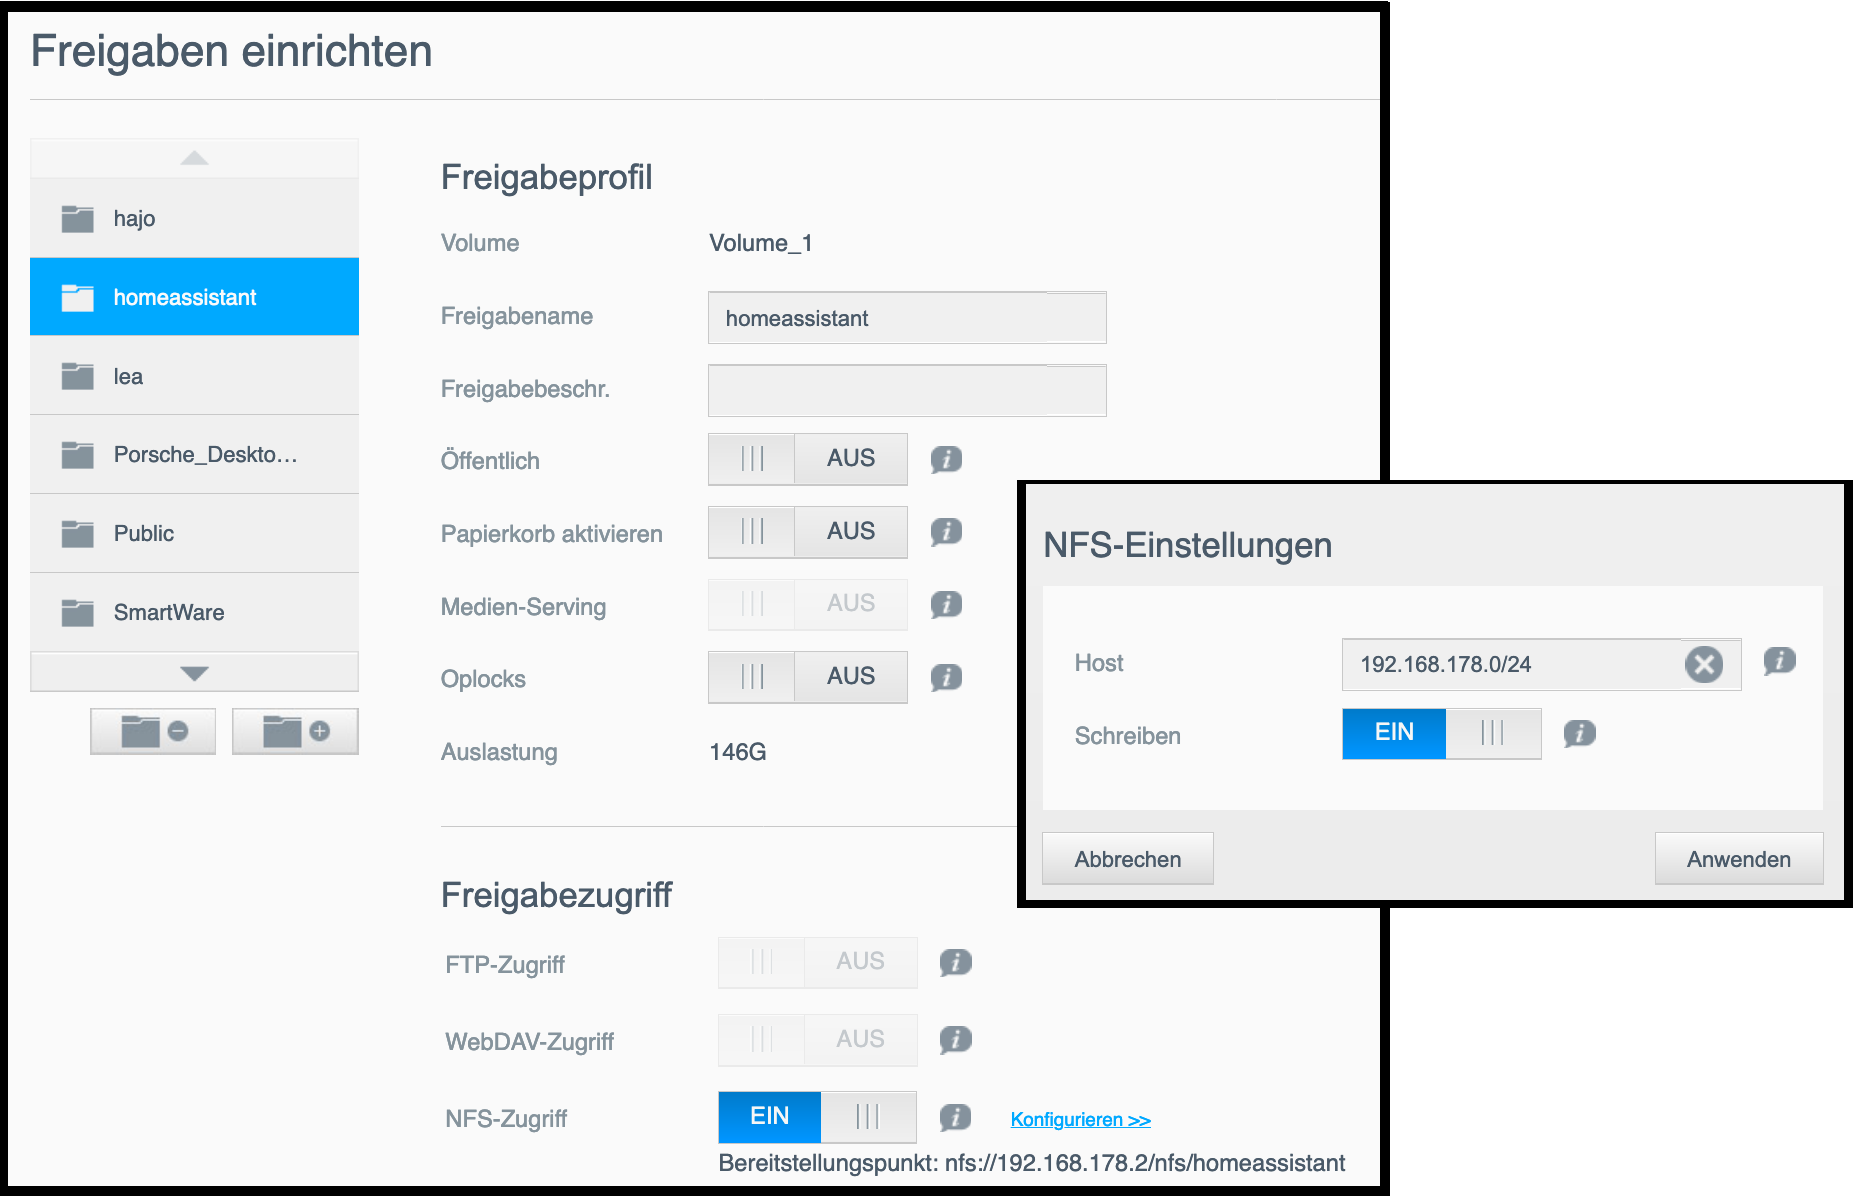 Freigaben einrichten
hajo
homeassistant
lea
Porsche_Deskto...
Public
SmartWare
Freigabeprofil
Volume Volume_1
Freigabename homeassistant
Freigabebeschr.
Öffentlich AUS
Papierkorb aktivieren AUS
Medien-Serving AUS
Oplocks AUS
Auslastung 146G
Freigabezugriff
FTP-Zugriff AUS
WebDAV-Zugriff AUS
NFS-Zugriff EIN Konfigurieren >>
Bereitstellungspunkt: nfs://192.168.178.2/nfs/homeassistant
NFS-Einstellungen
Host 192.168.178.0/24
Schreiben EIN
Abbrechen Anwenden